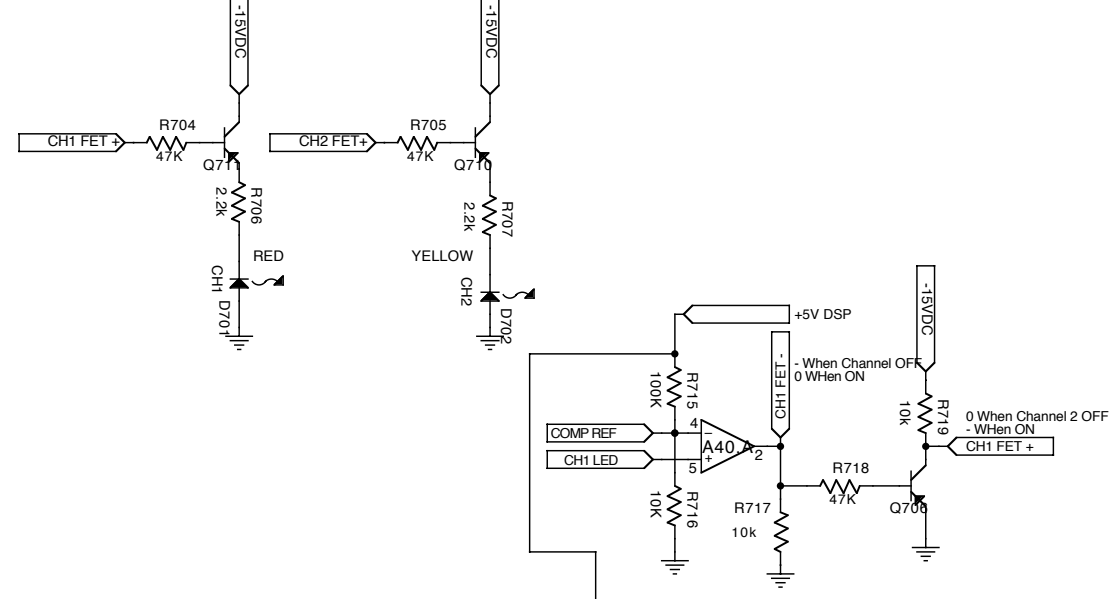 -15VDC
-15VDC
R704
CH1 FET +
47K
Q711
R705
CH2 FET+
47K
Q710
2.2k
R706
2.2k
R707
RED
YELLOW
CH1
D701
CH2
D702
+5V DSP
-15VDC
CH1 FET -
- When Channel OFF
0 WHen ON
100K
R715
10k
R719
0 When Channel 2 OFF
- WHen ON
CH1 FET +
COMP REF
4
CH1 LED
5
A40.A
2
R718
47K
Q706
10K
R716
R717
10k